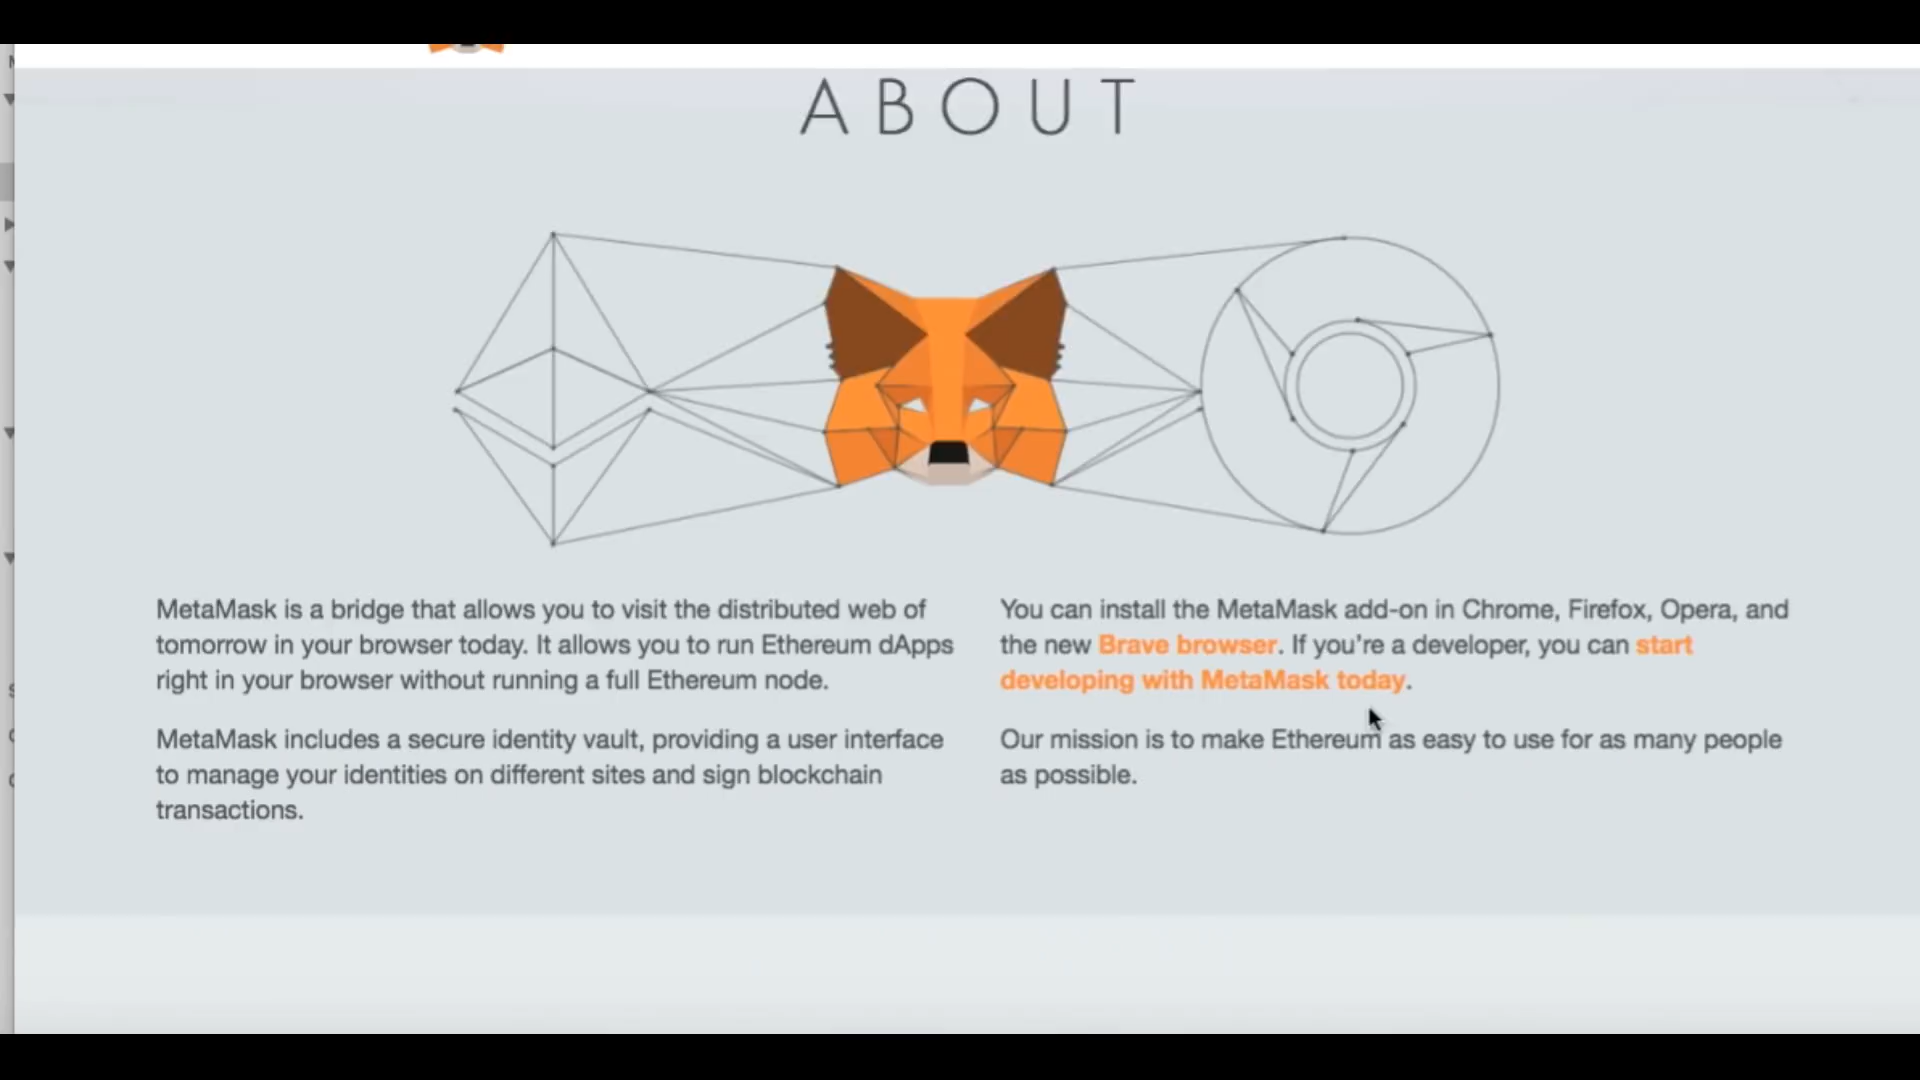 ABOUT
MetaMask is a bridge that allows you to visit the distributed web of
tomorrow in your browser today. It allows you to run Ethereum dApps
right in your browser without running a full Ethereum node.
MetaMask includes a secure identity vault, providing a user interface
to manage your identities on different sites and sign blockchain
transactions.
You can install the MetaMask add-on in Chrome, Firefox, Opera, and
the new Brave browser. If you’re a developer, you can start
developing with MetaMask today.
Our mission is to make Ethereum as easy to use for as many people
as possible.